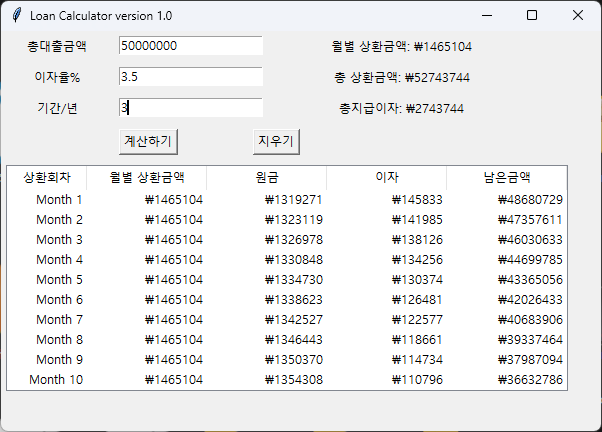 Loan Calculator version 1.0
총대출금액 50000000 월별 상환금액: ₩1465104
이자율% 3.5 총 상환금액: ₩52743744
기간/년 3 총지급이자: ₩2743744
계산하기 지우기
상환회차 월별 상환금액 원금 이자 남은금액
Month 1 ₩1465104 ₩1319271 ₩145833 ₩48680729
Month 2 ₩1465104 ₩1323119 ₩141985 ₩47357611
Month 3 ₩1465104 ₩1326978 ₩138126 ₩46030633
Month 4 ₩1465104 ₩1330848 ₩134256 ₩44699785
Month 5 ₩1465104 ₩1334730 ₩130374 ₩43365056
Month 6 ₩1465104 ₩1338623 ₩126481 ₩42026433
Month 7 ₩1465104 ₩1342527 ₩122577 ₩40683906
Month 8 ₩1465104 ₩1346443 ₩118661 ₩39337464
Month 9 ₩1465104 ₩1350370 ₩114734 ₩37987094
Month 10 ₩1465104 ₩1354308 ₩110796 ₩36632786